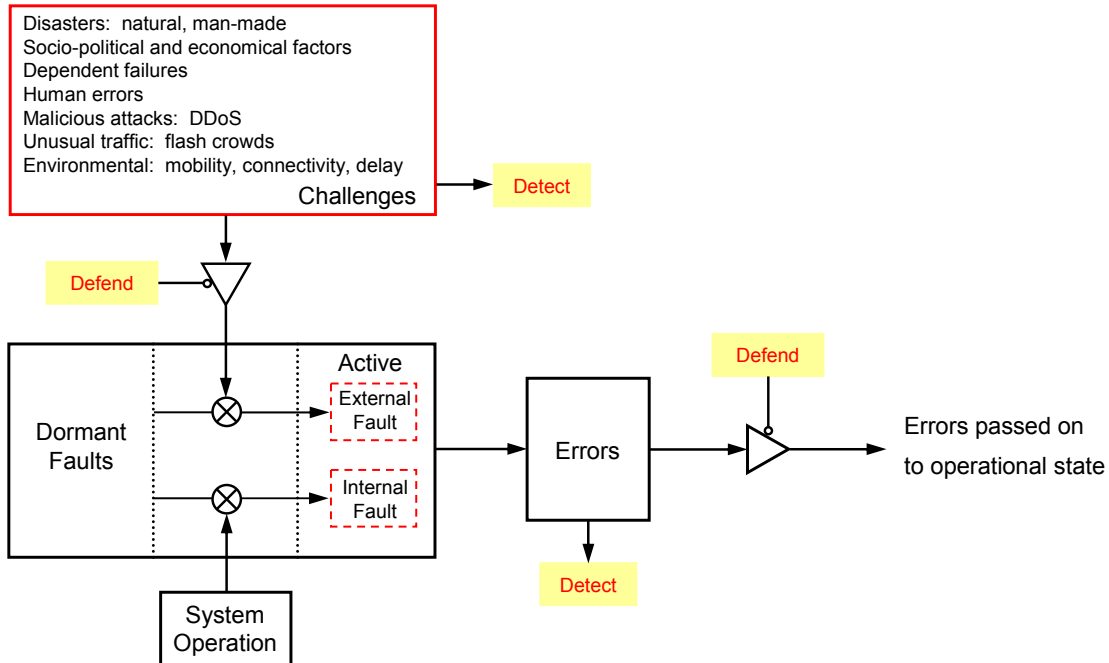 Disasters: natural, man-made
Socio-political and economical factors
Dependent failures
Human errors
Malicious attacks: DDoS
Unusual traffic: flash crowds
Environmental: mobility, connectivity, delay
Challenges
Detect
Defend
Dormant
Faults
Active
External
Fault
Internal
Fault
System
Operation
Errors
Detect
Defend
Errors passed on
to operational state